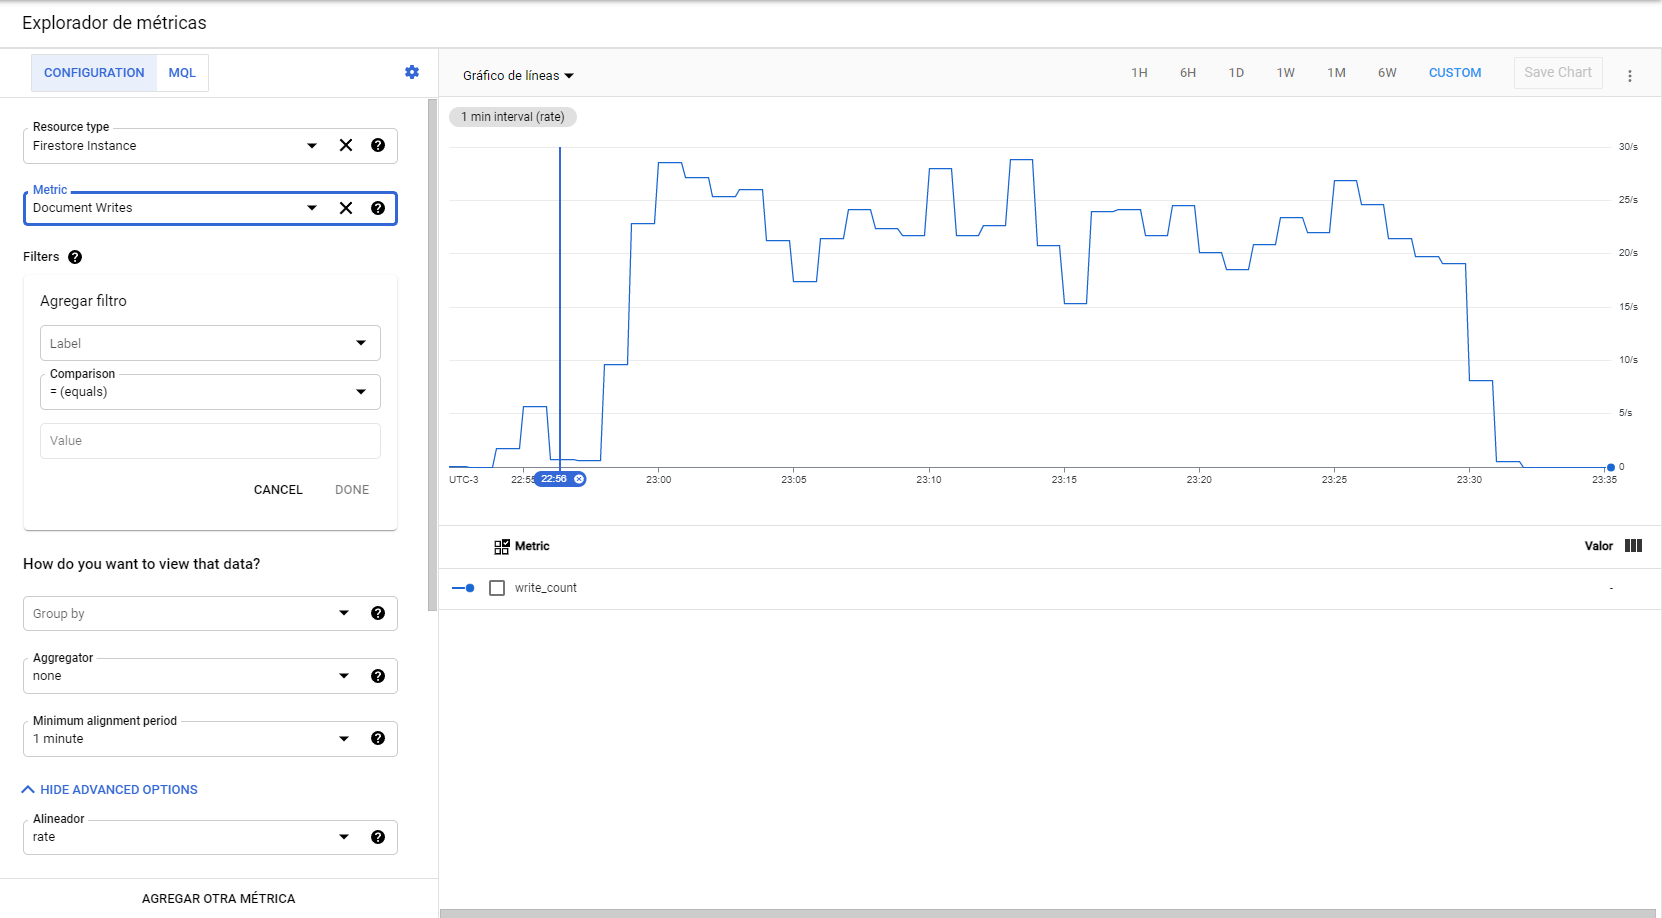 Explorador de métricas
CONFIGURATION
MQL
Resource type
Firestore Instance
Metric
Document Writes
Filters
Agregar filtro
Label
Comparison
= (equals)
Value
CANCEL
DONE
How do you want to view that data?
Group by
Aggregator
none
Minimum alignment period
1 minute
HIDE ADVANCED OPTIONS
Alineador
rate
AGREGAR OTRA MÉTRICA
Gráfico de líneas
1H
6H
1D
1W
1M
6W
CUSTOM
Save Chart
1 min interval (rate)
30/s
25/s
20/s
15/s
10/s
5/s
0
UTC-3
22:55
22:56
23:00
23:05
23:10
23:15
23:20
23:25
23:30
23:35
Metric
Valor
write_count
-